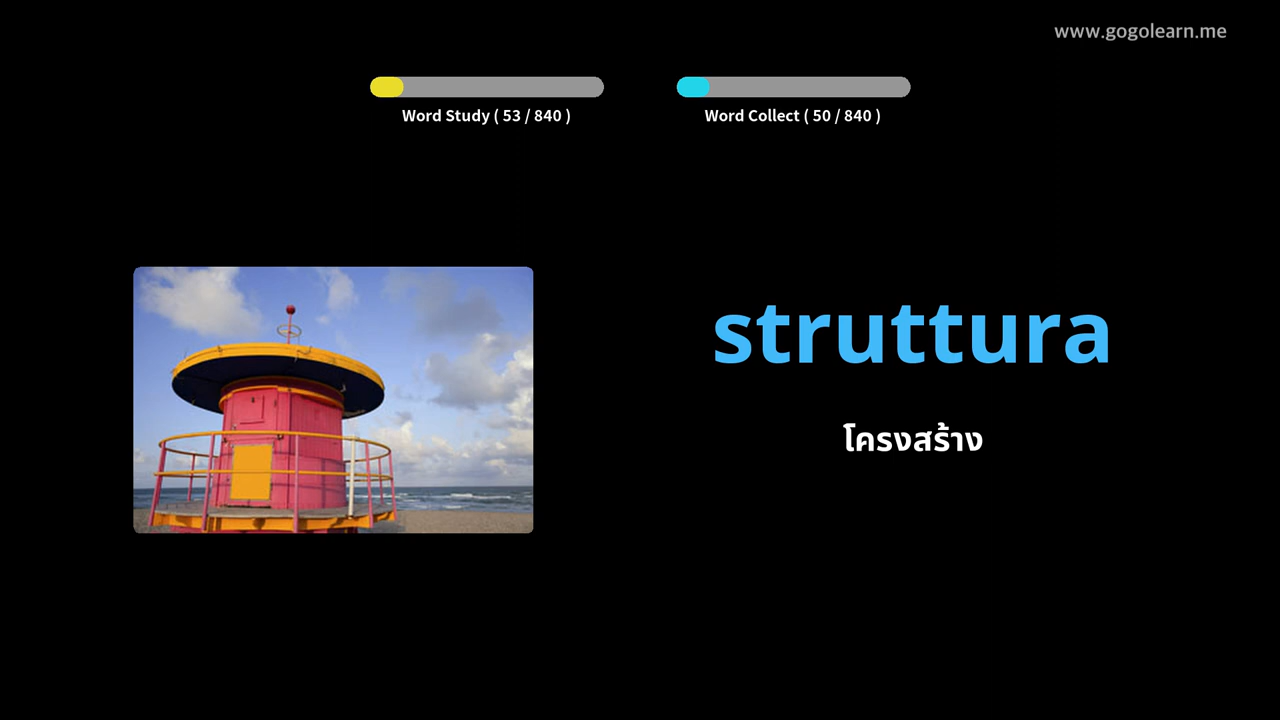 www.gogolearn.me
Word Study ( 53 / 840 )
Word Collect ( 50 / 840 )
struttura
โครงสร้าง